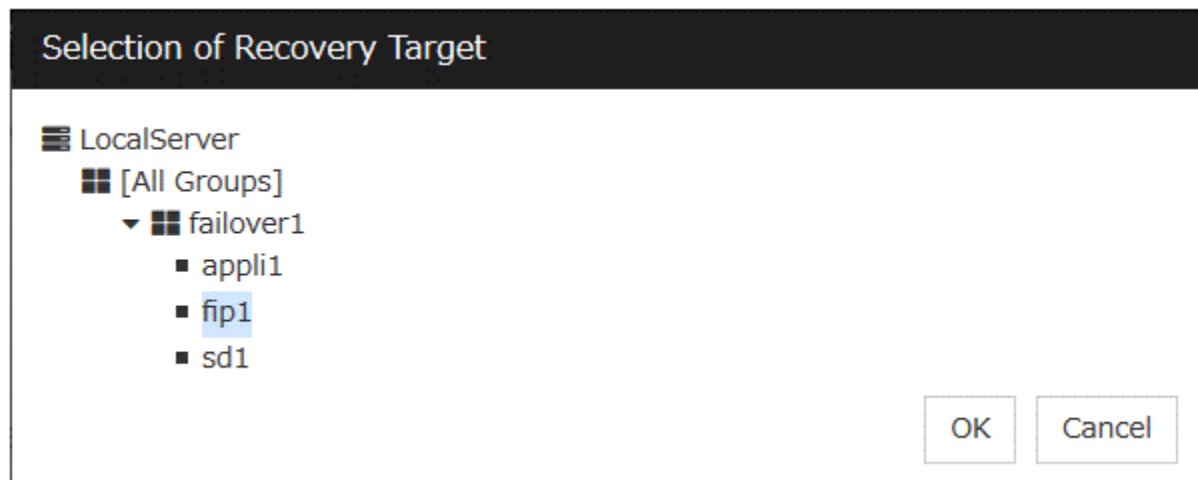 Selection of Recovery Target
LocalServer
[All Groups]
failover1
appli1
fip1
sd1
OK Cancel